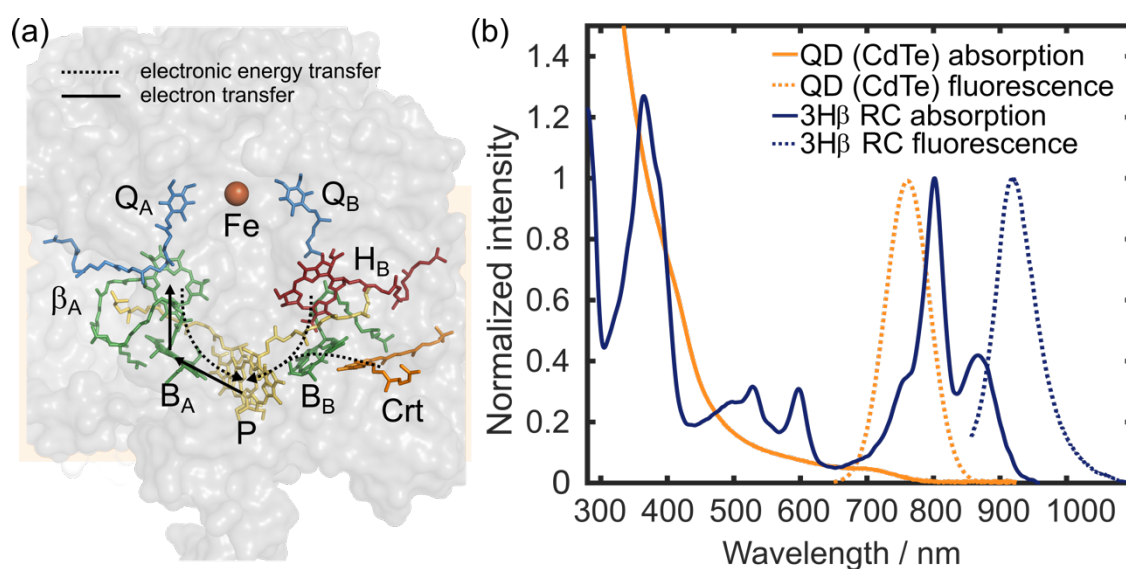 (a)
electronic energy transfer
electron transfer
QA
QB
Fe
HB
βA
BA
BB
P
Crt
(b)
QD (CdTe) absorption
QD (CdTe) fluorescence
3Hβ RC absorption
3Hβ RC fluorescence
Normalized intensity
1.4
1.2
1
0.8
0.6
0.4
0.2
0
300 400 500 600 700 800 900 1000
Wavelength / nm